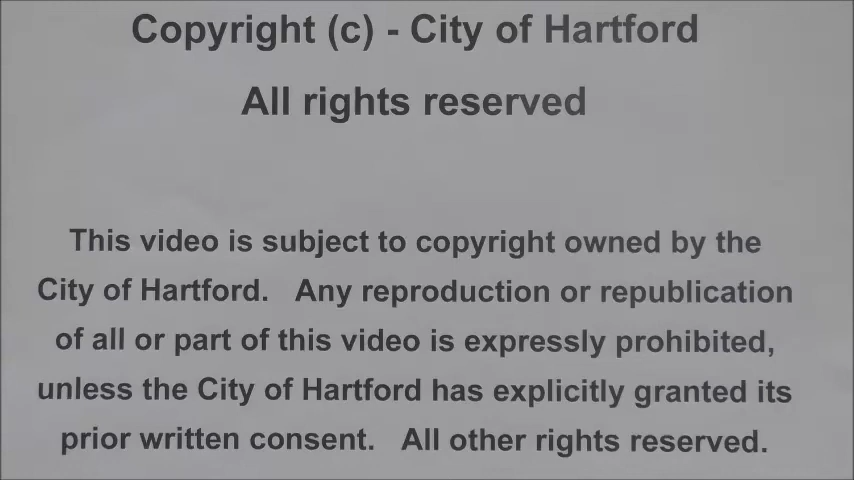 Copyright (c) - City of Hartford
All rights reserved
This video is subject to copyright owned by the
City of Hartford. Any reproduction or republication
of all or part of this video is expressly prohibited,
unless the City of Hartford has explicitly granted its
prior written consent. All other rights reserved.